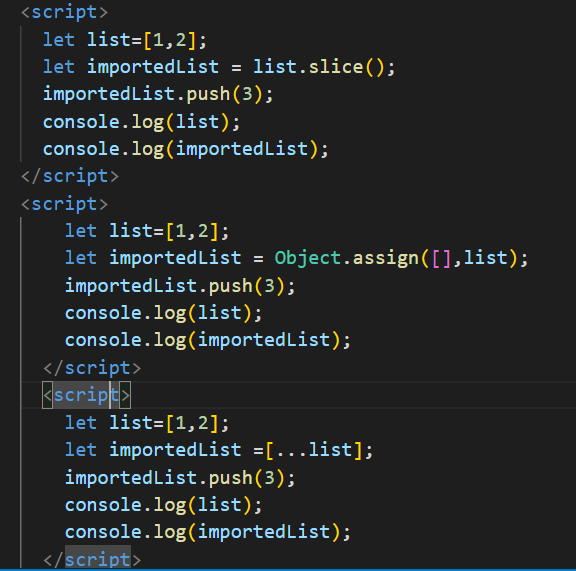 <script>
let list=[1,2];
let importedList = list.slice();
importedList.push(3);
console.log(list);
console.log(importedList);
</script>
<script>
let list=[1,2];
let importedList = Object.assign([],list);
importedList.push(3);
console.log(list);
console.log(importedList);
</script>
<script>
let list=[1,2];
let importedList =[...list];
importedList.push(3);
console.log(list);
console.log(importedList);
</script>